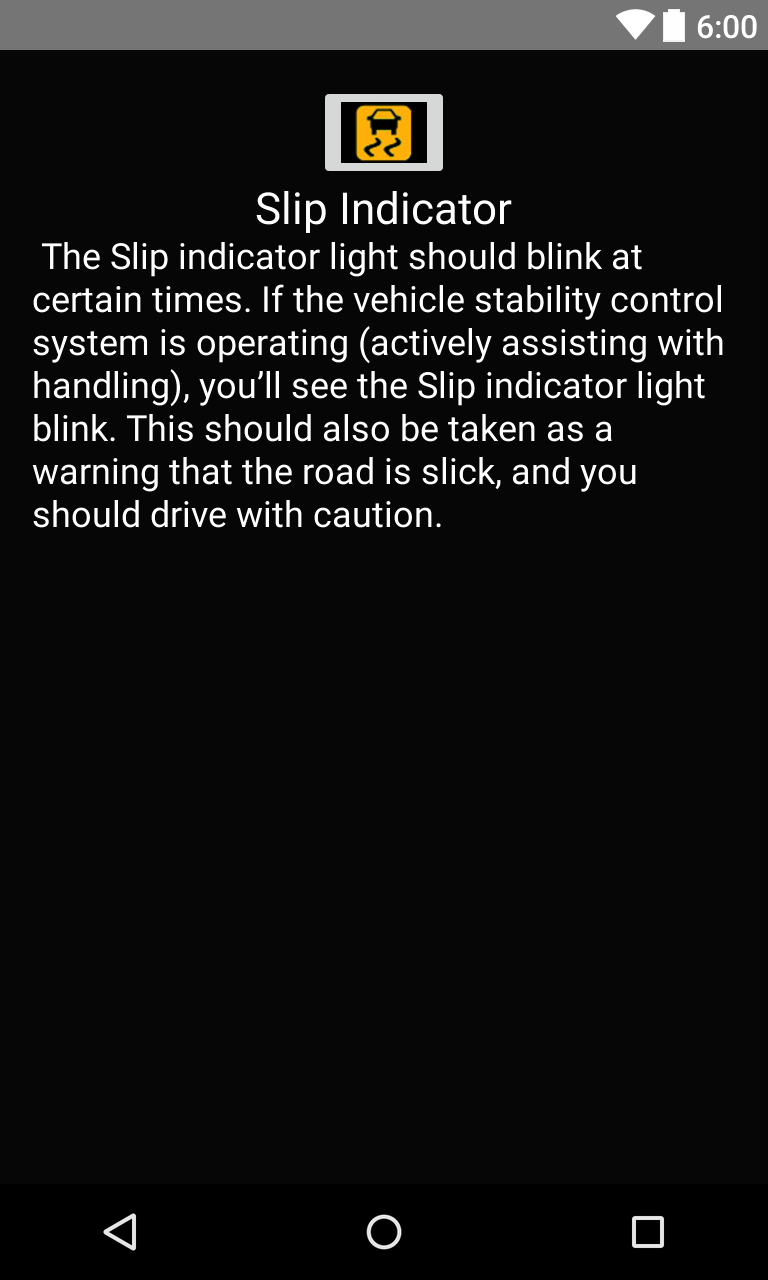 6:00
Slip Indicator
The Slip indicator light should blink at
certain times. If the vehicle stability control
system is operating (actively assisting with
handling), you’ll see the Slip indicator light
blink. This should also be taken as a
warning that the road is slick, and you
should drive with caution.